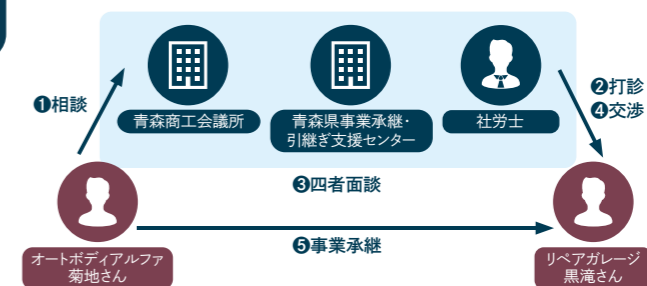 ❶相談
青森商工会議所
青森県事業承継・
引継ぎ支援センター
社労士
❷打診
❹交渉
❸四者面談
❺事業承継
オートボディアルファ
菊地さん
リペアガレージ
黒滝さん